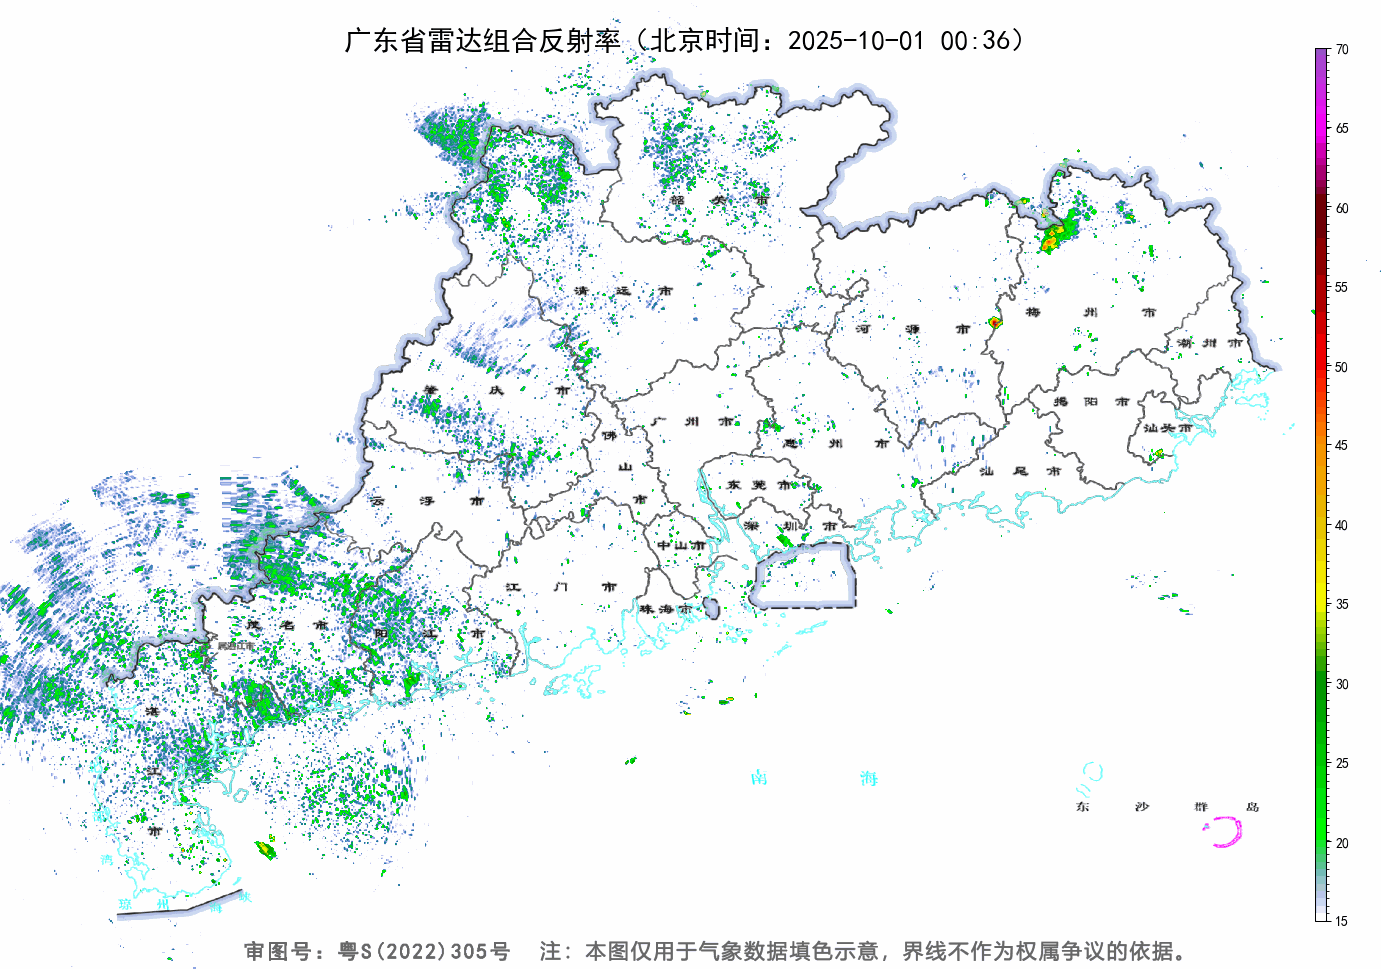 广东省雷达组合反射率（北京时间：2025-10-01 00:36）
70
65
60
55
50
45
40
35
30
25
20
15
韶关市
清远市
梅州市
河源市
潮州市
肇庆市
揭阳市
广州市
汕头市
佛山市
惠州市
汕尾市
云浮市
东莞市
深圳市
中山市
江门市
珠海市
茂名市
阳江市
属湛江市
湛江市
南海
东沙群岛
湾
琼州海峡
审图号：粤S(2022)305号 注：本图仅用于气象数据填色示意，界线不作为权属争议的依据。